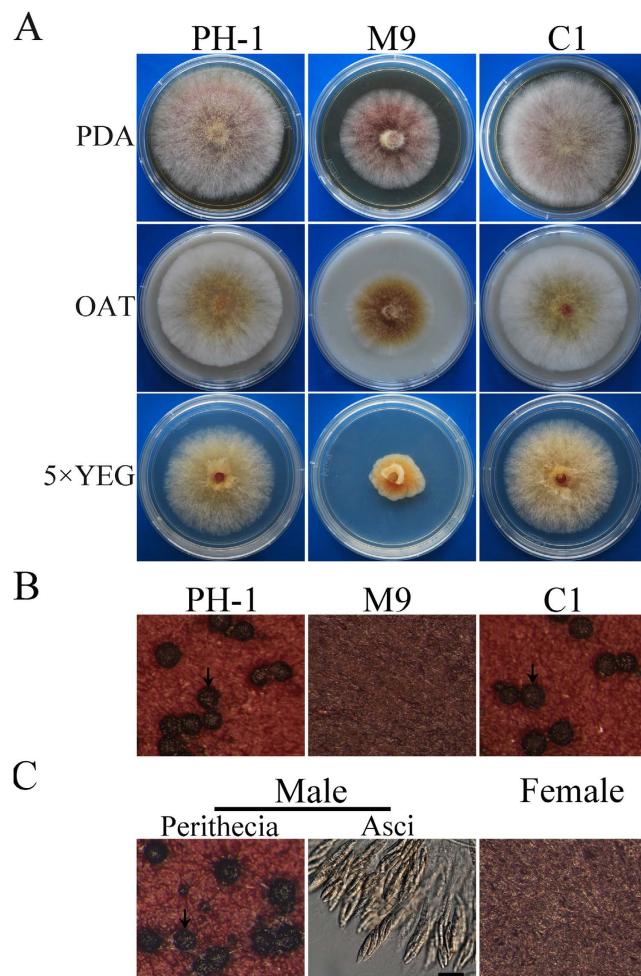 A
PH-1 M9 C1
PDA
OAT
5×YEG
B
PH-1 M9 C1
C
Male Female
Perithecia Asci